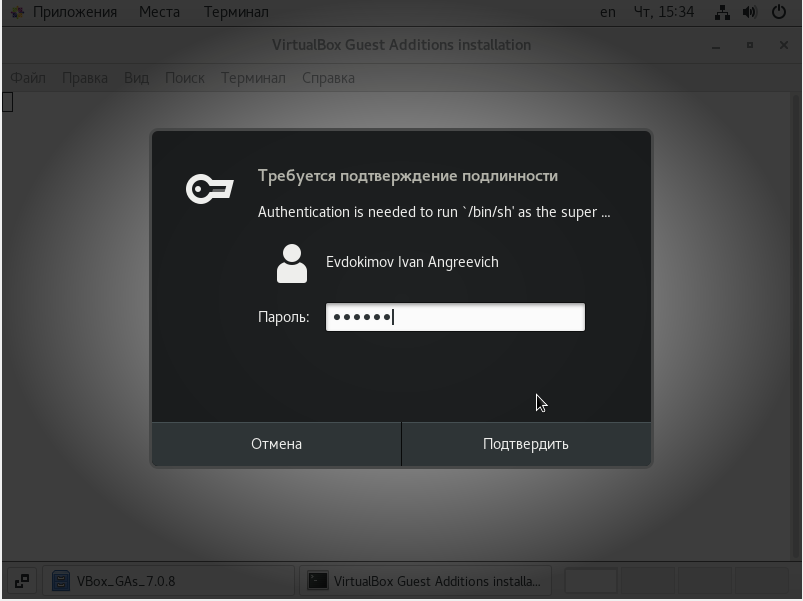 Приложения Места Терминал en Чт, 15:34
VirtualBox Guest Additions installation
Файл Правка Вид Поиск Терминал Справка
Требуется подтверждение подлинности
Authentication is needed to run `/bin/sh' as the super ...
Evdokimov Ivan Angreevich
Пароль: ••••••
Отмена Подтвердить
VBox_GAs_7.0.8 VirtualBox Guest Additions installa...